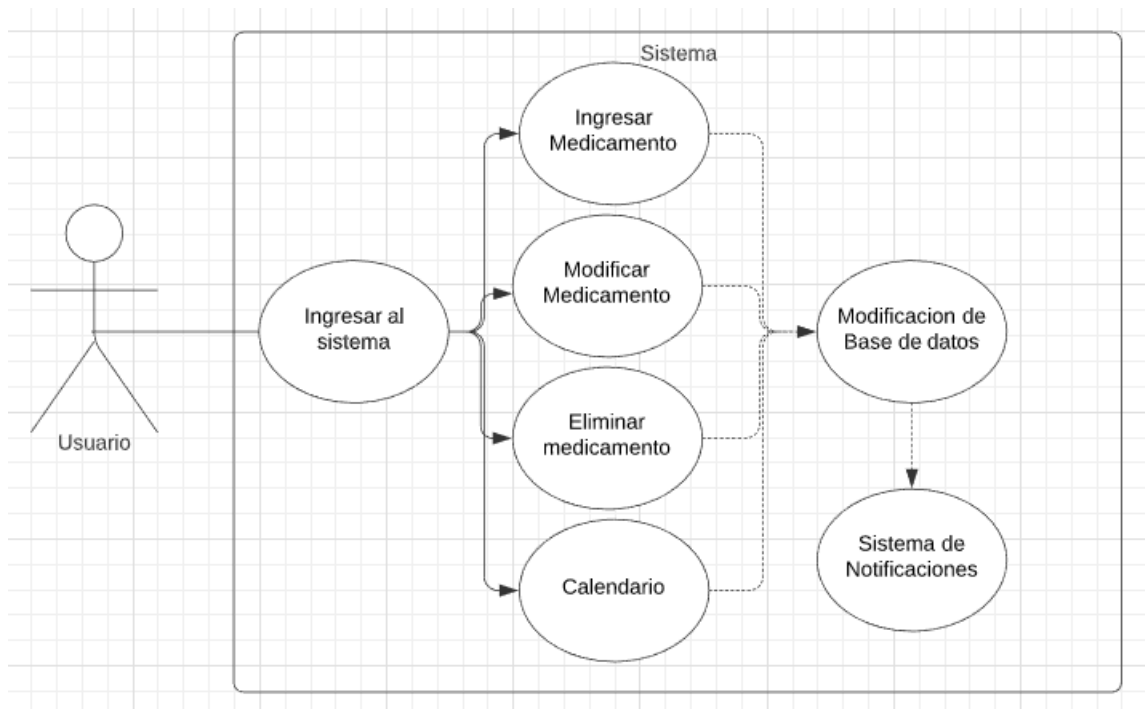 Sistema
Ingresar
Medicamento
Modificar
Medicamento
Ingresar al
sistema
Modificacion de
Base de datos
Usuario
Eliminar
medicamento
Sistema de
Notificaciones
Calendario